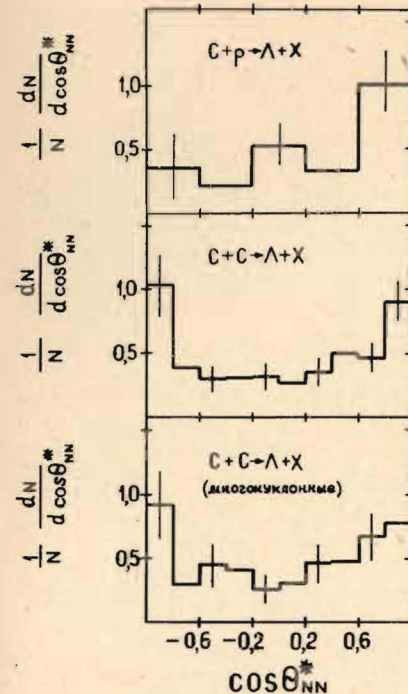 1/N dN/dcosθ*NN
C+p→Λ+X
1,0
0,5
1/N dN/dcosθ*NN
C+C→Λ+X
1,0
0,5
1/N dN/dcosθ*NN
C+C→Λ+X
(многонуклонные)
1,0
0,5
−0,6 −0,2 0,2 0,6
COSθ*NN